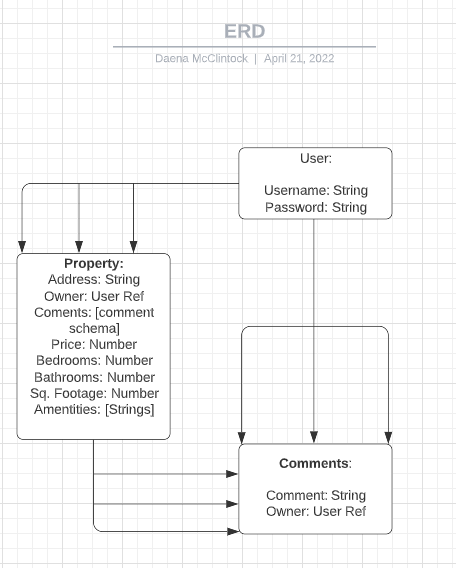 ERD
Daena McClintock | April 21, 2022
User:
Username: String
Password: String
Property:
Address: String
Owner: User Ref
Coments: [comment
schema]
Price: Number
Bedrooms: Number
Bathrooms: Number
Sq. Footage: Number
Amentities: [Strings]
Comments:
Comment: String
Owner: User Ref